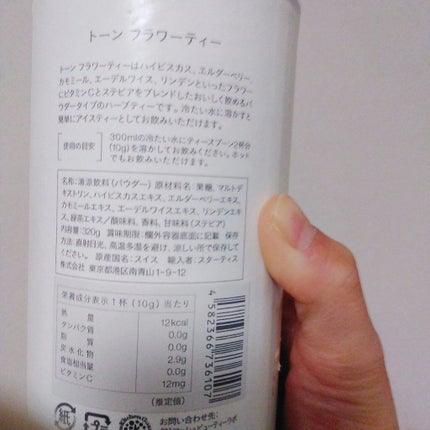 トーン フラワーティー
トーン フラワーティーはハイビスカス、エルダーベリー、
カモミール、エーデルワイス、リンデンといったフラワー
にビタミンCとステビアをブレンドしたおいしく飲めるパ
ウダータイプのハーブティーです。冷たい水に溶かすと
簡単にアイスティーとしてお飲みいただけます。
使用の目安
300mlの冷たい水にティースプーン2杯分
(10g)を溶かしてお飲みください。ホット
でもお飲みいただけます。
名称:清涼飲料(パウダー) 原材料名:果糖、マルトデ
キストリン、ハイビスカスエキス、エルダーベリーエキス、
カモミールエキス、エーデルワイスエキス、リンデンエキ
ス、緑茶エキス/酸味料、香料、甘味料(ステビア)
内容量:320g 賞味期限:欄外容器底面に記載 保存
方法:直射日光、高温多湿を避け、涼しい所で保存して
ください。 原産国名:スイス 輸入者:スターティス
株式会社 東京都港区南青山1-9-12
栄養成分表示1杯(10g)当たり
熱量 12kcal
タンパク質 0.0g
脂質 0.0g
炭水化物 2.9g
食塩相当量 0.0g
ビタミンC 12mg
(推定値)
4582366736107
紙
プラ
お問い合わせ先: